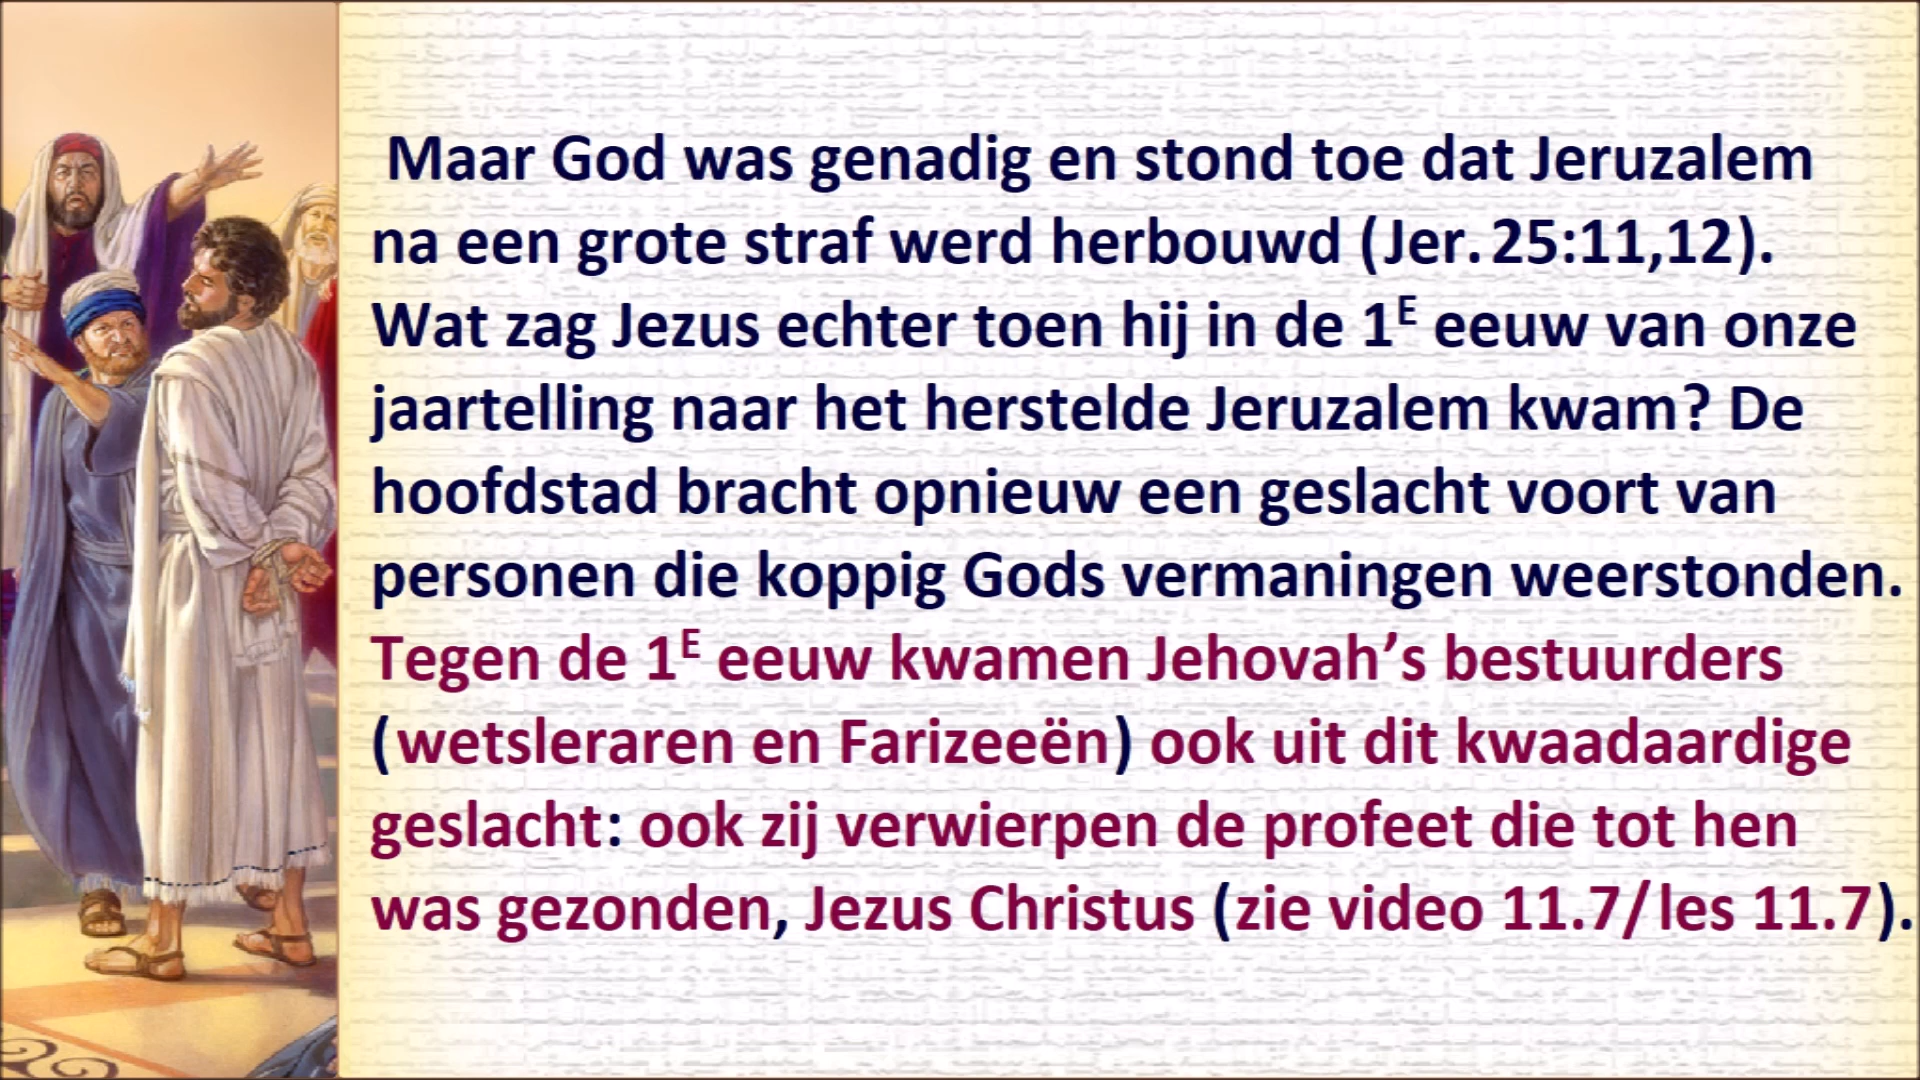 Maar God was genadig en stond toe dat Jeruzalem
na een grote straf werd herbouwd (Jer. 25:11,12).
Wat zag Jezus echter toen hij in de 1E eeuw van onze
jaartelling naar het herstelde Jeruzalem kwam? De
hoofdstad bracht opnieuw een geslacht voort van
personen die koppig Gods vermaningen weerstonden.
Tegen de 1E eeuw kwamen Jehovah’s bestuurders
(wetsleraren en Farizeeën) ook uit dit kwaadaardige
geslacht: ook zij verwierpen de profeet die tot hen
was gezonden, Jezus Christus (zie video 11.7/ les 11.7).